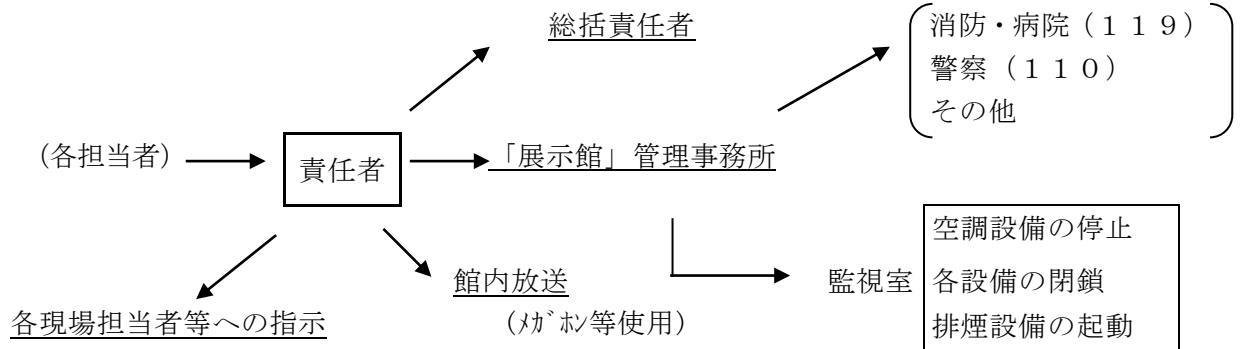 総括責任者
消防・病院（１１９）
警察（１１０）
その他
（各担当者）
責任者
「展示館」管理事務所
空調設備の停止
監視室
各設備の閉鎖
排煙設備の起動
館内放送
（ﾒｶﾞﾎﾝ等使用）
各現場担当者等への指示